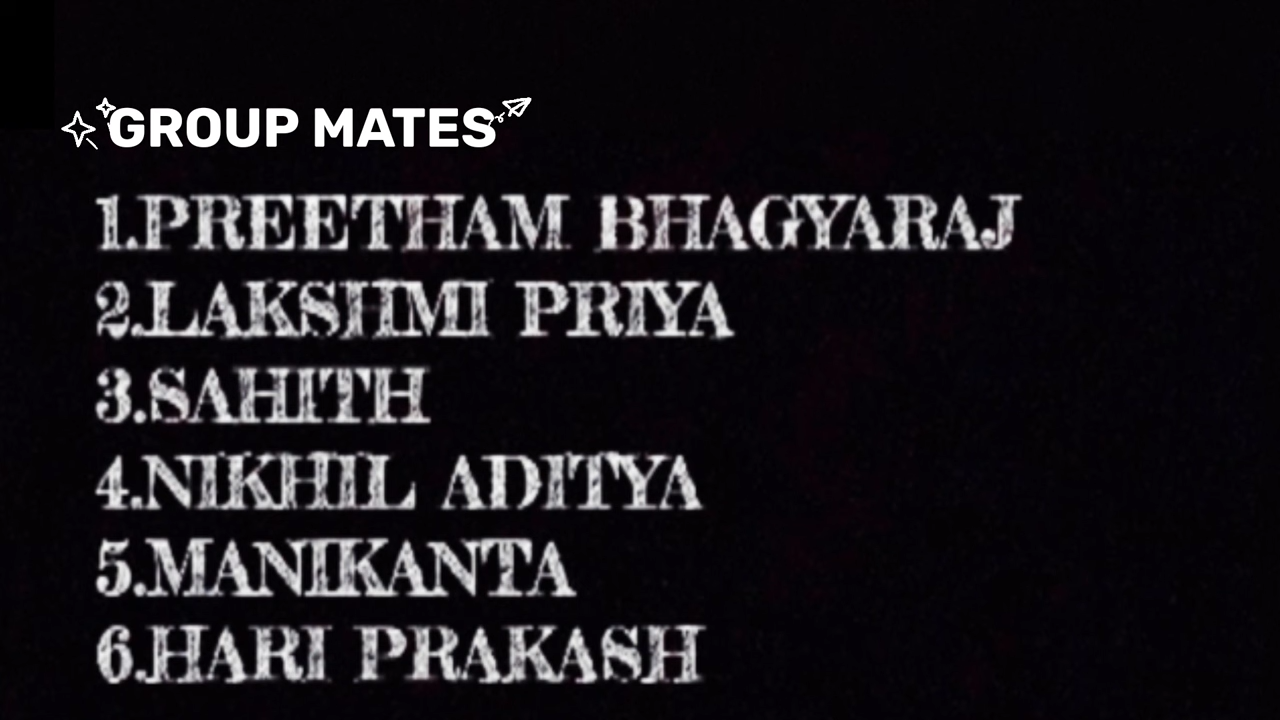 GROUP MATES
1.PREETHAM BHAGYARAJ
2.LAKSHMI PRIYA
3.SAHITH
4.NIKHIL ADITYA
5.MANIKANTA
6.HARI PRAKASH